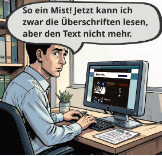 So ein Mist! Jetzt kann ich
zwar die Überschriften lesen,
aber den Text nicht mehr.